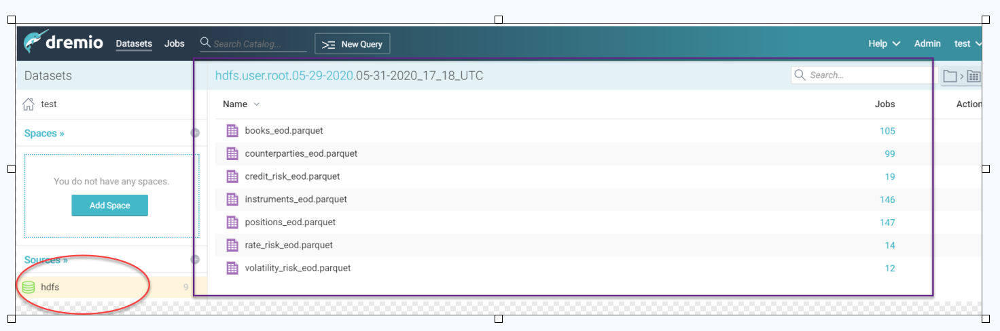 dremio Datasets Jobs Search Catalog... New Query Help Admin test
Datasets
hdfs.user.root.05-29-2020.05-31-2020_17_18_UTC
Search...
test
Spaces »
You do not have any spaces.
Add Space
Sources »
hdfs 9
Name Jobs Action
books_eod.parquet 105
counterparties_eod.parquet 99
credit_risk_eod.parquet 19
instruments_eod.parquet 146
positions_eod.parquet 147
rate_risk_eod.parquet 14
volatility_risk_eod.parquet 12